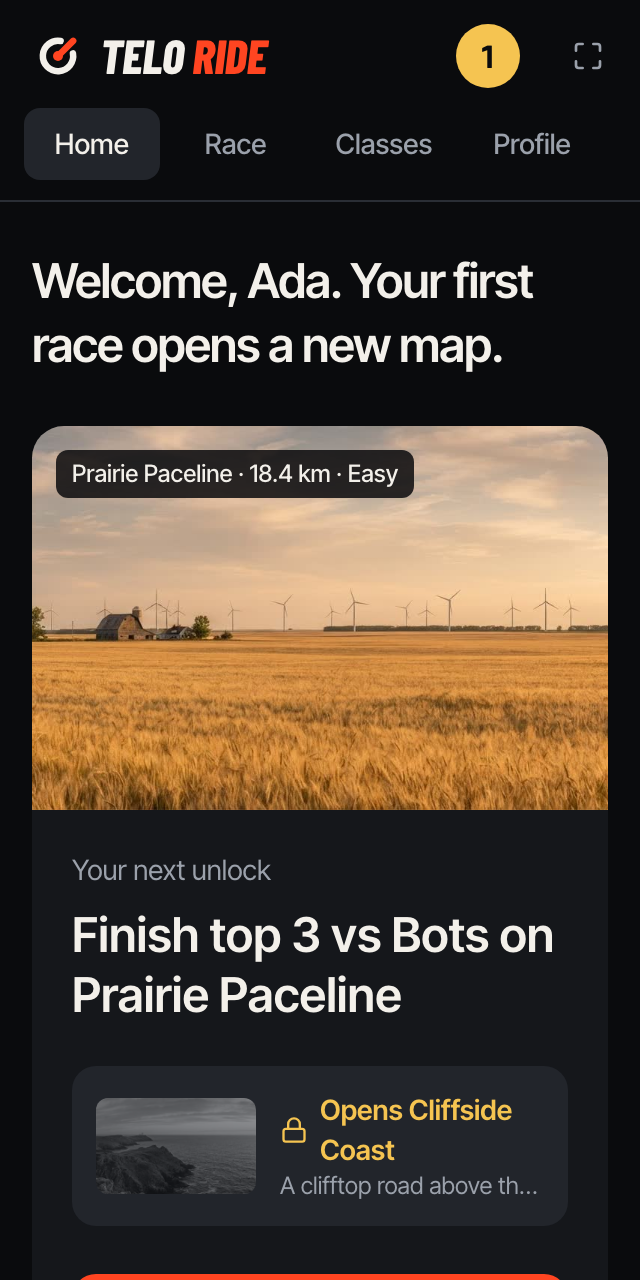 TELO RIDE
1
Home
Race
Classes
Profile
Welcome, Ada. Your first
race opens a new map.
Prairie Paceline · 18.4 km · Easy
Your next unlock
Finish top 3 vs Bots on
Prairie Paceline
Opens Cliffside
Coast
A clifftop road above th...